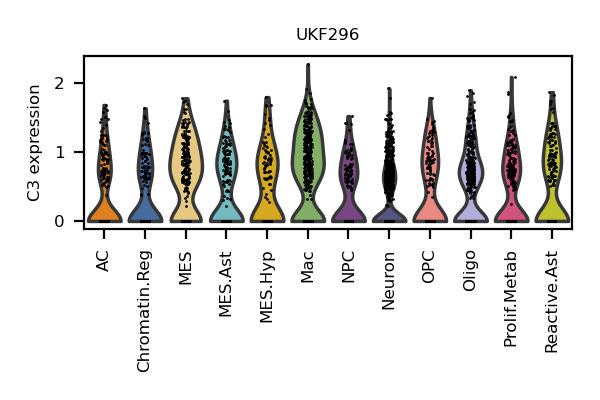 UKF296
C3 expression
2
1
0
AC
Chromatin.Reg
MES
MES.Ast
MES.Hyp
Mac
NPC
Neuron
OPC
Oligo
Prolif.Metab
Reactive.Ast